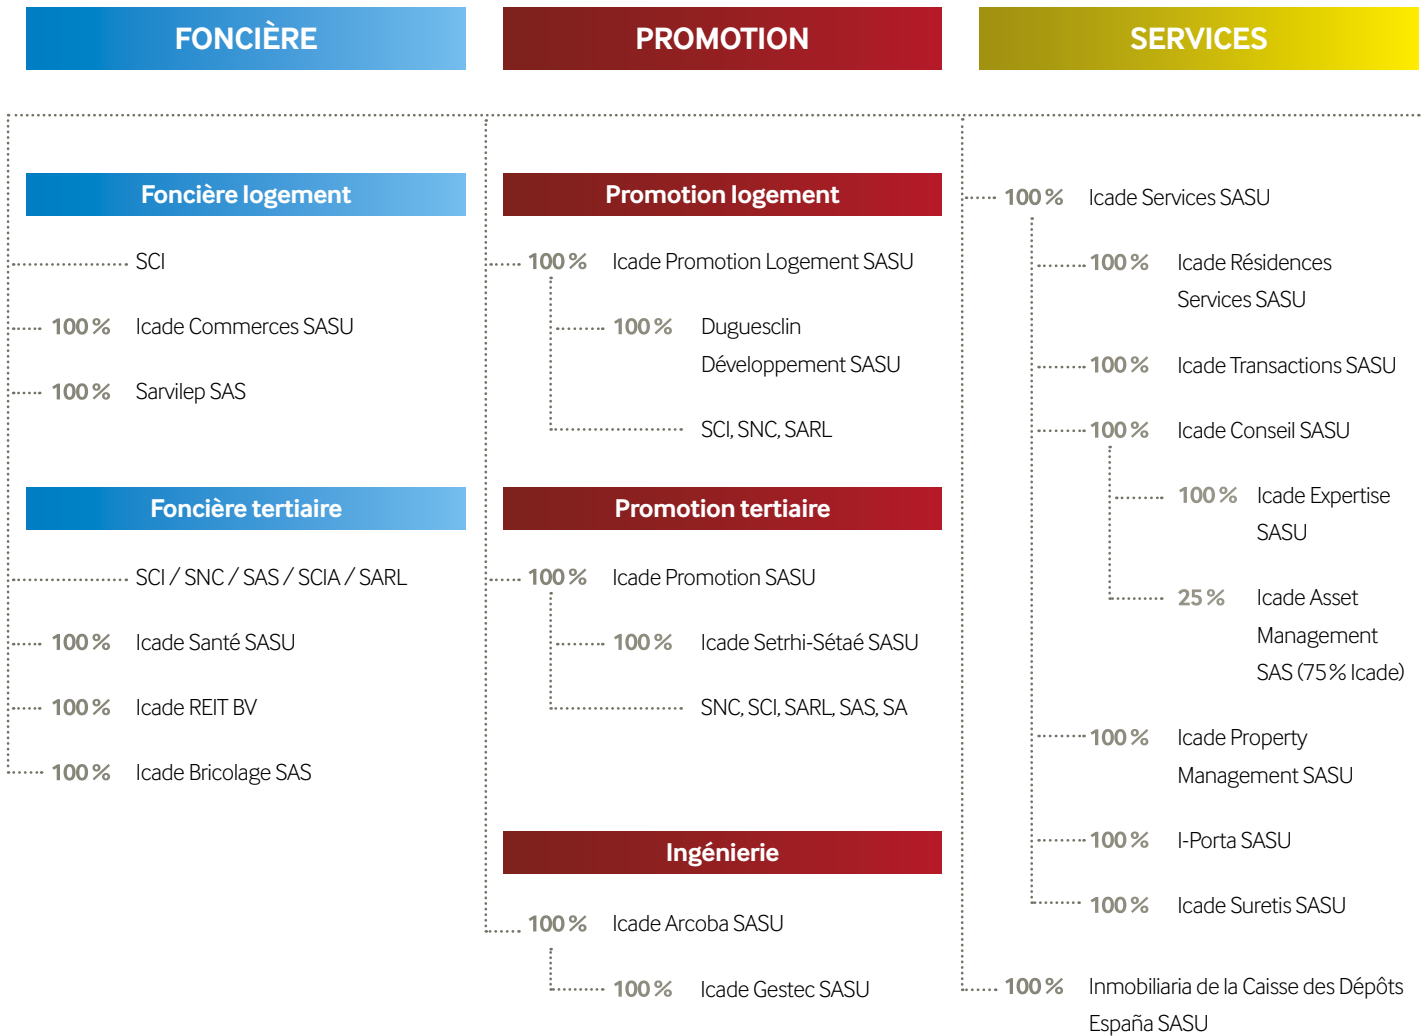 FONCIÈRE
Foncière logement
SCI
100 % Icade Commerces SASU
100 % Sarvilep SAS
Foncière tertiaire
SCI / SNC / SAS / SCIA / SARL
100 % Icade Santé SASU
100 % Icade REIT BV
100 % Icade Bricolage SAS
PROMOTION
Promotion logement
100 % Icade Promotion Logement SASU
100 % Duguesclin
Développement SASU
SCI, SNC, SARL
Promotion tertiaire
100 % Icade Promotion SASU
100 % Icade Setrhi-Sétaé SASU
SNC, SCI, SARL, SAS, SA
Ingénierie
100 % Icade Arcoba SASU
100 % Icade Gestec SASU
SERVICES
100 % Icade Services SASU
100 % Icade Résidences
Services SASU
100 % Icade Transactions SASU
100 % Icade Conseil SASU
100 % Icade Expertise
SASU
25 % Icade Asset
Management
SAS (75 % Icade)
100 % Icade Property
Management SASU
100 % I-Porta SASU
100 % Icade Suretis SASU
100 % Inmobiliaria de la Caisse des Dépôts
España SASU